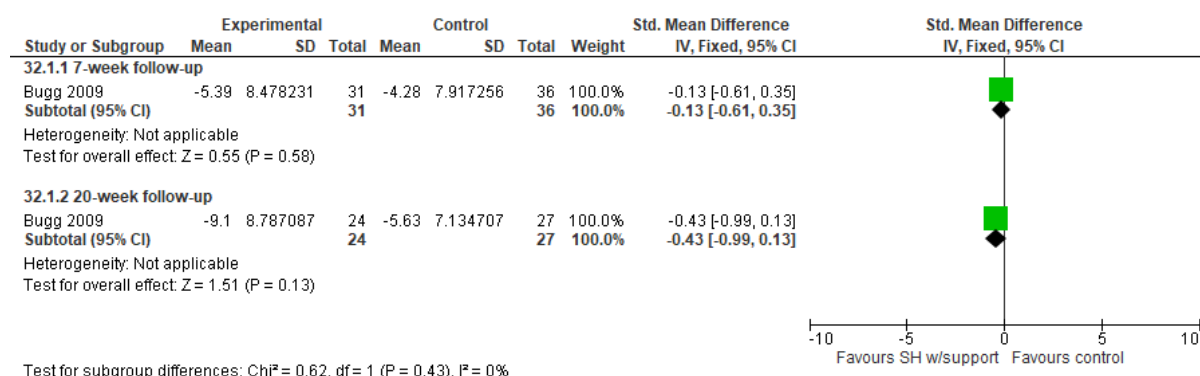 Experimental Control Std. Mean Difference Std. Mean Difference
Study or Subgroup Mean SD Total Mean SD Total Weight IV, Fixed, 95% CI IV, Fixed, 95% CI
32.1.1 7-week follow-up
Bugg 2009 -5.39 8.478231 31 -4.28 7.917256 36 100.0% -0.13 [-0.61, 0.35]
Subtotal (95% CI) 31 36 100.0% -0.13 [-0.61, 0.35]
Heterogeneity: Not applicable
Test for overall effect: Z = 0.55 (P = 0.58)
32.1.2 20-week follow-up
Bugg 2009 -9.1 8.787087 24 -5.63 7.134707 27 100.0% -0.43 [-0.99, 0.13]
Subtotal (95% CI) 24 27 100.0% -0.43 [-0.99, 0.13]
Heterogeneity: Not applicable
Test for overall effect: Z = 1.51 (P = 0.13)
-10 -5 0 5 10
Favours SH w/support Favours control
Test for subgroup differences: Chi² = 0.62, df = 1 (P = 0.43), I² = 0%